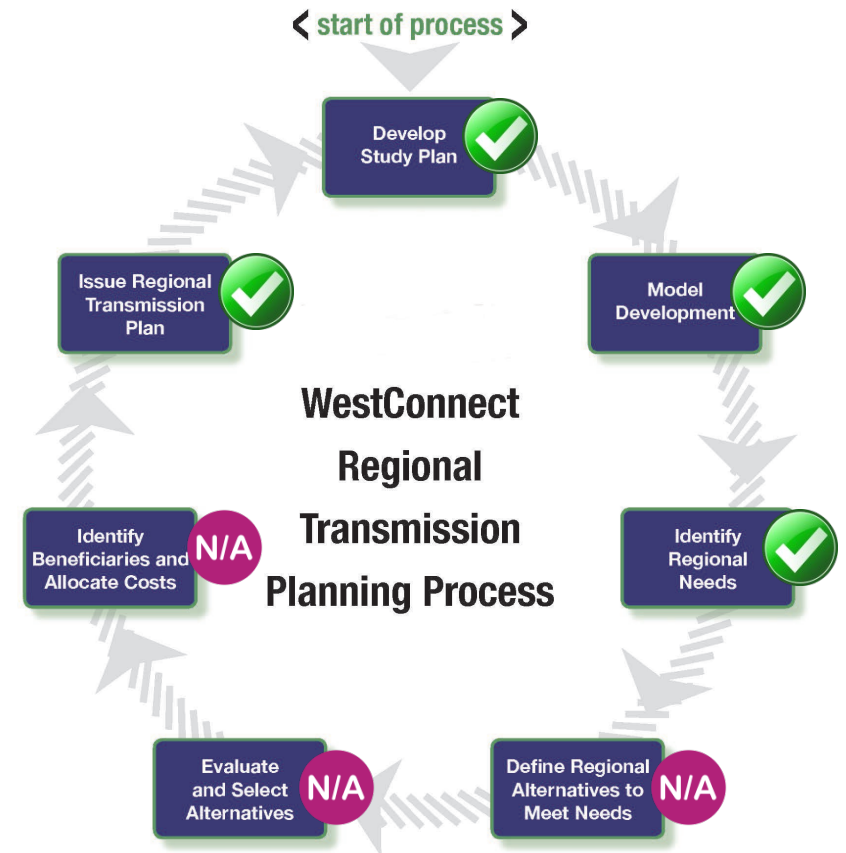 < start of process >
Develop
Study Plan
Model
Development
Identify
Regional
Needs
Define Regional
Alternatives to
Meet Needs
N/A
Evaluate
and Select
Alternatives
N/A
Identify
Beneficiaries and
Allocate Costs
N/A
Issue Regional
Transmission
Plan
WestConnect
Regional
Transmission
Planning Process